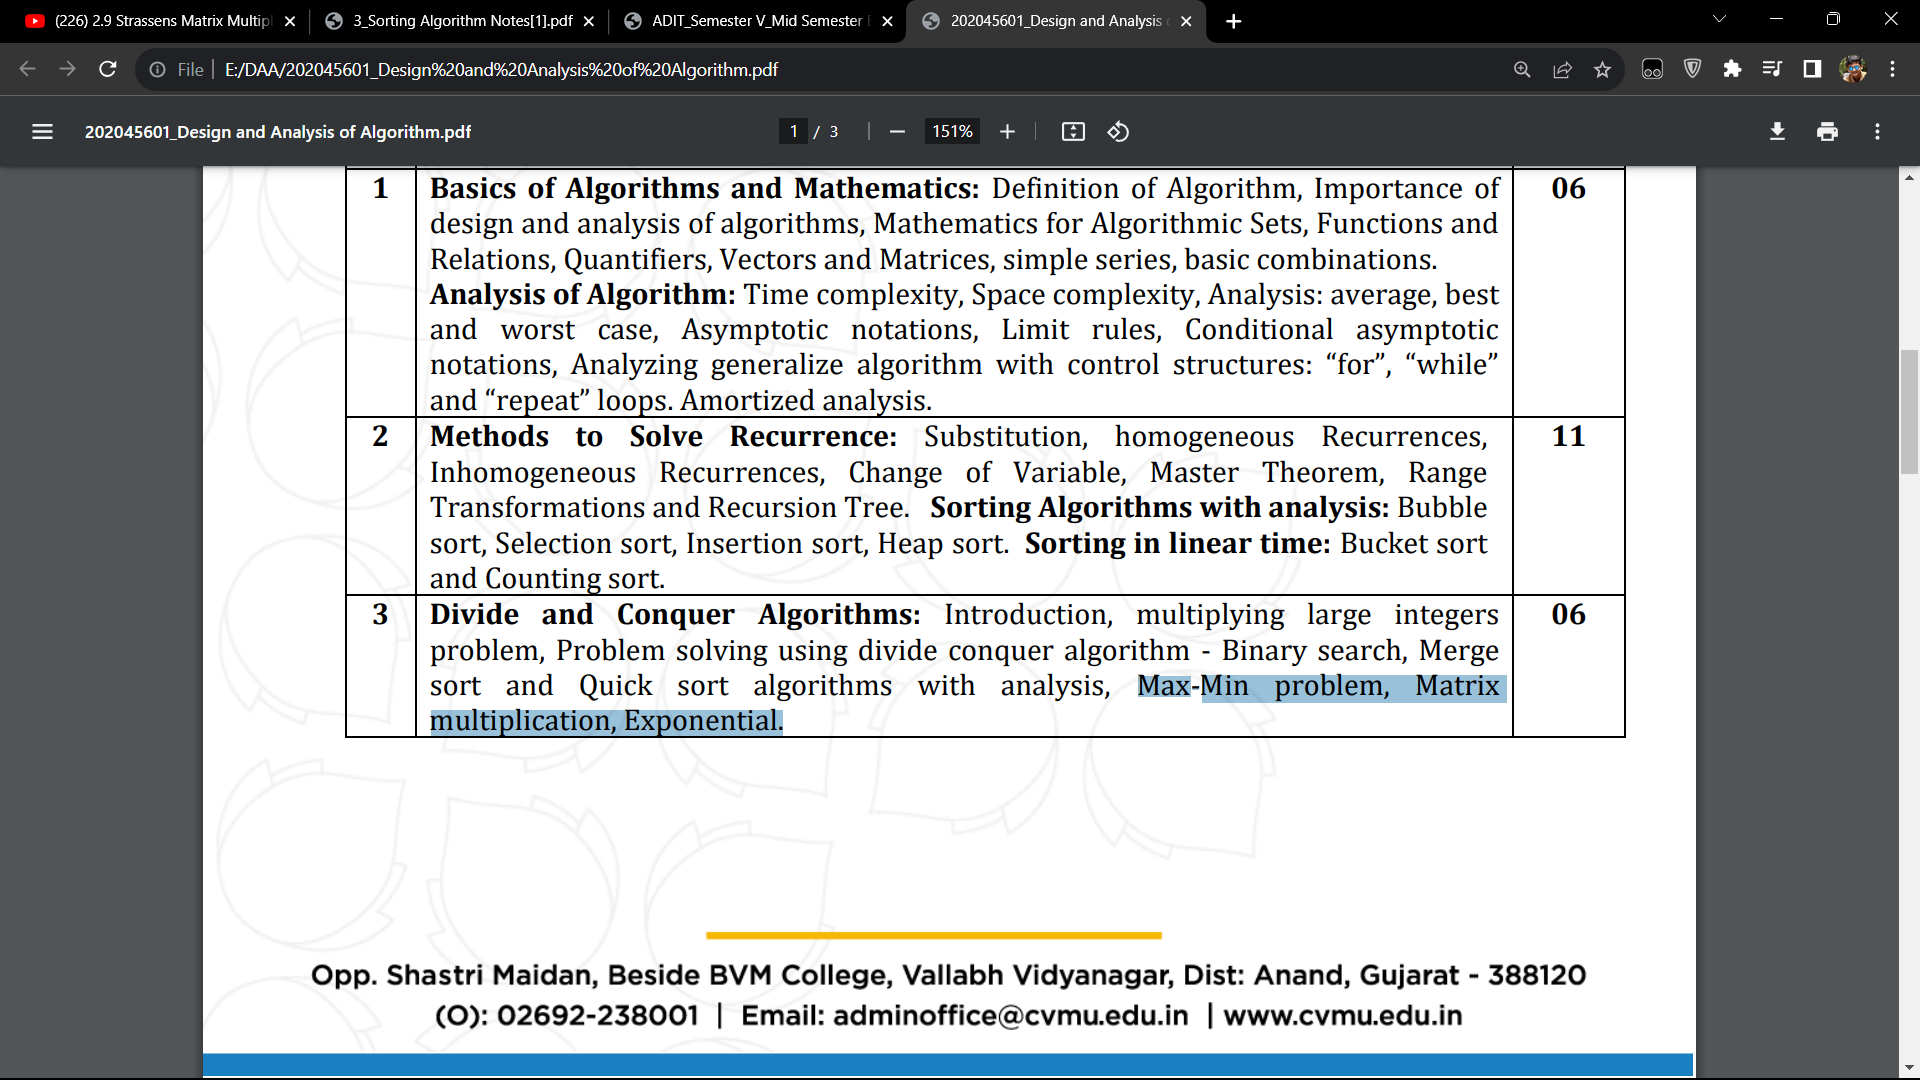 (226) 2.9 Strassens Matrix Multipl
3_Sorting Algorithm Notes[1].pdf
ADIT_Semester V_Mid Semester E
202045601_Design and Analysis o
File
E:/DAA/202045601_Design%20and%20Analysis%20of%20Algorithm.pdf
202045601_Design and Analysis of Algorithm.pdf
1 / 3
151%
1 Basics of Algorithms and Mathematics: Definition of Algorithm, Importance of 06
design and analysis of algorithms, Mathematics for Algorithmic Sets, Functions and
Relations, Quantifiers, Vectors and Matrices, simple series, basic combinations.
Analysis of Algorithm: Time complexity, Space complexity, Analysis: average, best
and worst case, Asymptotic notations, Limit rules, Conditional asymptotic
notations, Analyzing generalize algorithm with control structures: “for”, “while”
and “repeat” loops. Amortized analysis.
2 Methods to Solve Recurrence: Substitution, homogeneous Recurrences, 11
Inhomogeneous Recurrences, Change of Variable, Master Theorem, Range
Transformations and Recursion Tree. Sorting Algorithms with analysis: Bubble
sort, Selection sort, Insertion sort, Heap sort. Sorting in linear time: Bucket sort
and Counting sort.
3 Divide and Conquer Algorithms: Introduction, multiplying large integers 06
problem, Problem solving using divide conquer algorithm - Binary search, Merge
sort and Quick sort algorithms with analysis, Max-Min problem, Matrix
multiplication, Exponential.
Opp. Shastri Maidan, Beside BVM College, Vallabh Vidyanagar, Dist: Anand, Gujarat - 388120
(O): 02692-238001 | Email: adminoffice@cvmu.edu.in | www.cvmu.edu.in